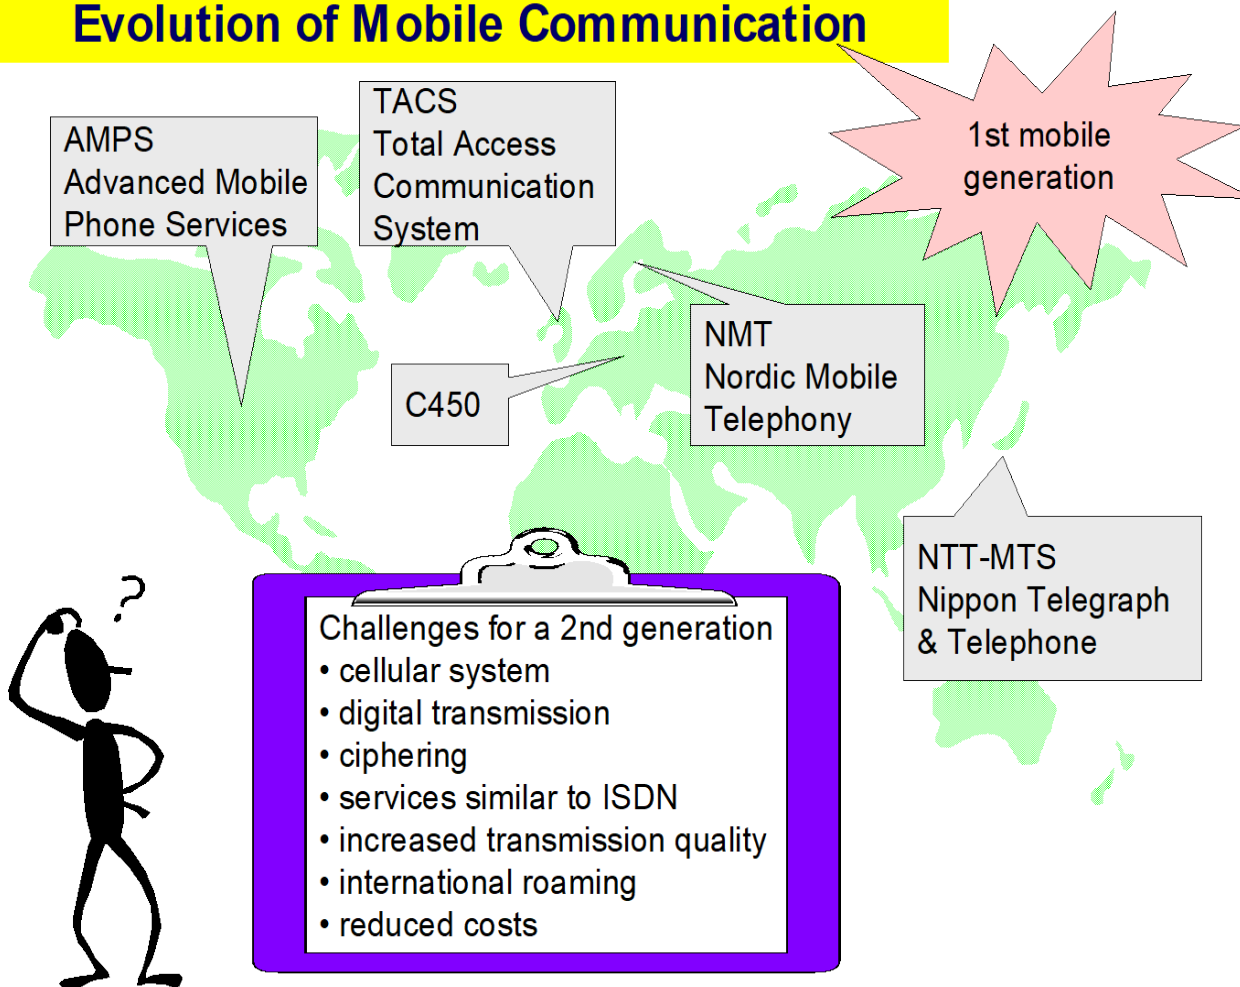 Evolution of Mobile Communication
AMPS
Advanced Mobile
Phone Services
TACS
Total Access
Communication
System
1st mobile
generation
C450
NMT
Nordic Mobile
Telephony
NTT-MTS
Nippon Telegraph
& Telephone
?
Challenges for a 2nd generation
• cellular system
• digital transmission
• ciphering
• services similar to ISDN
• increased transmission quality
• international roaming
• reduced costs